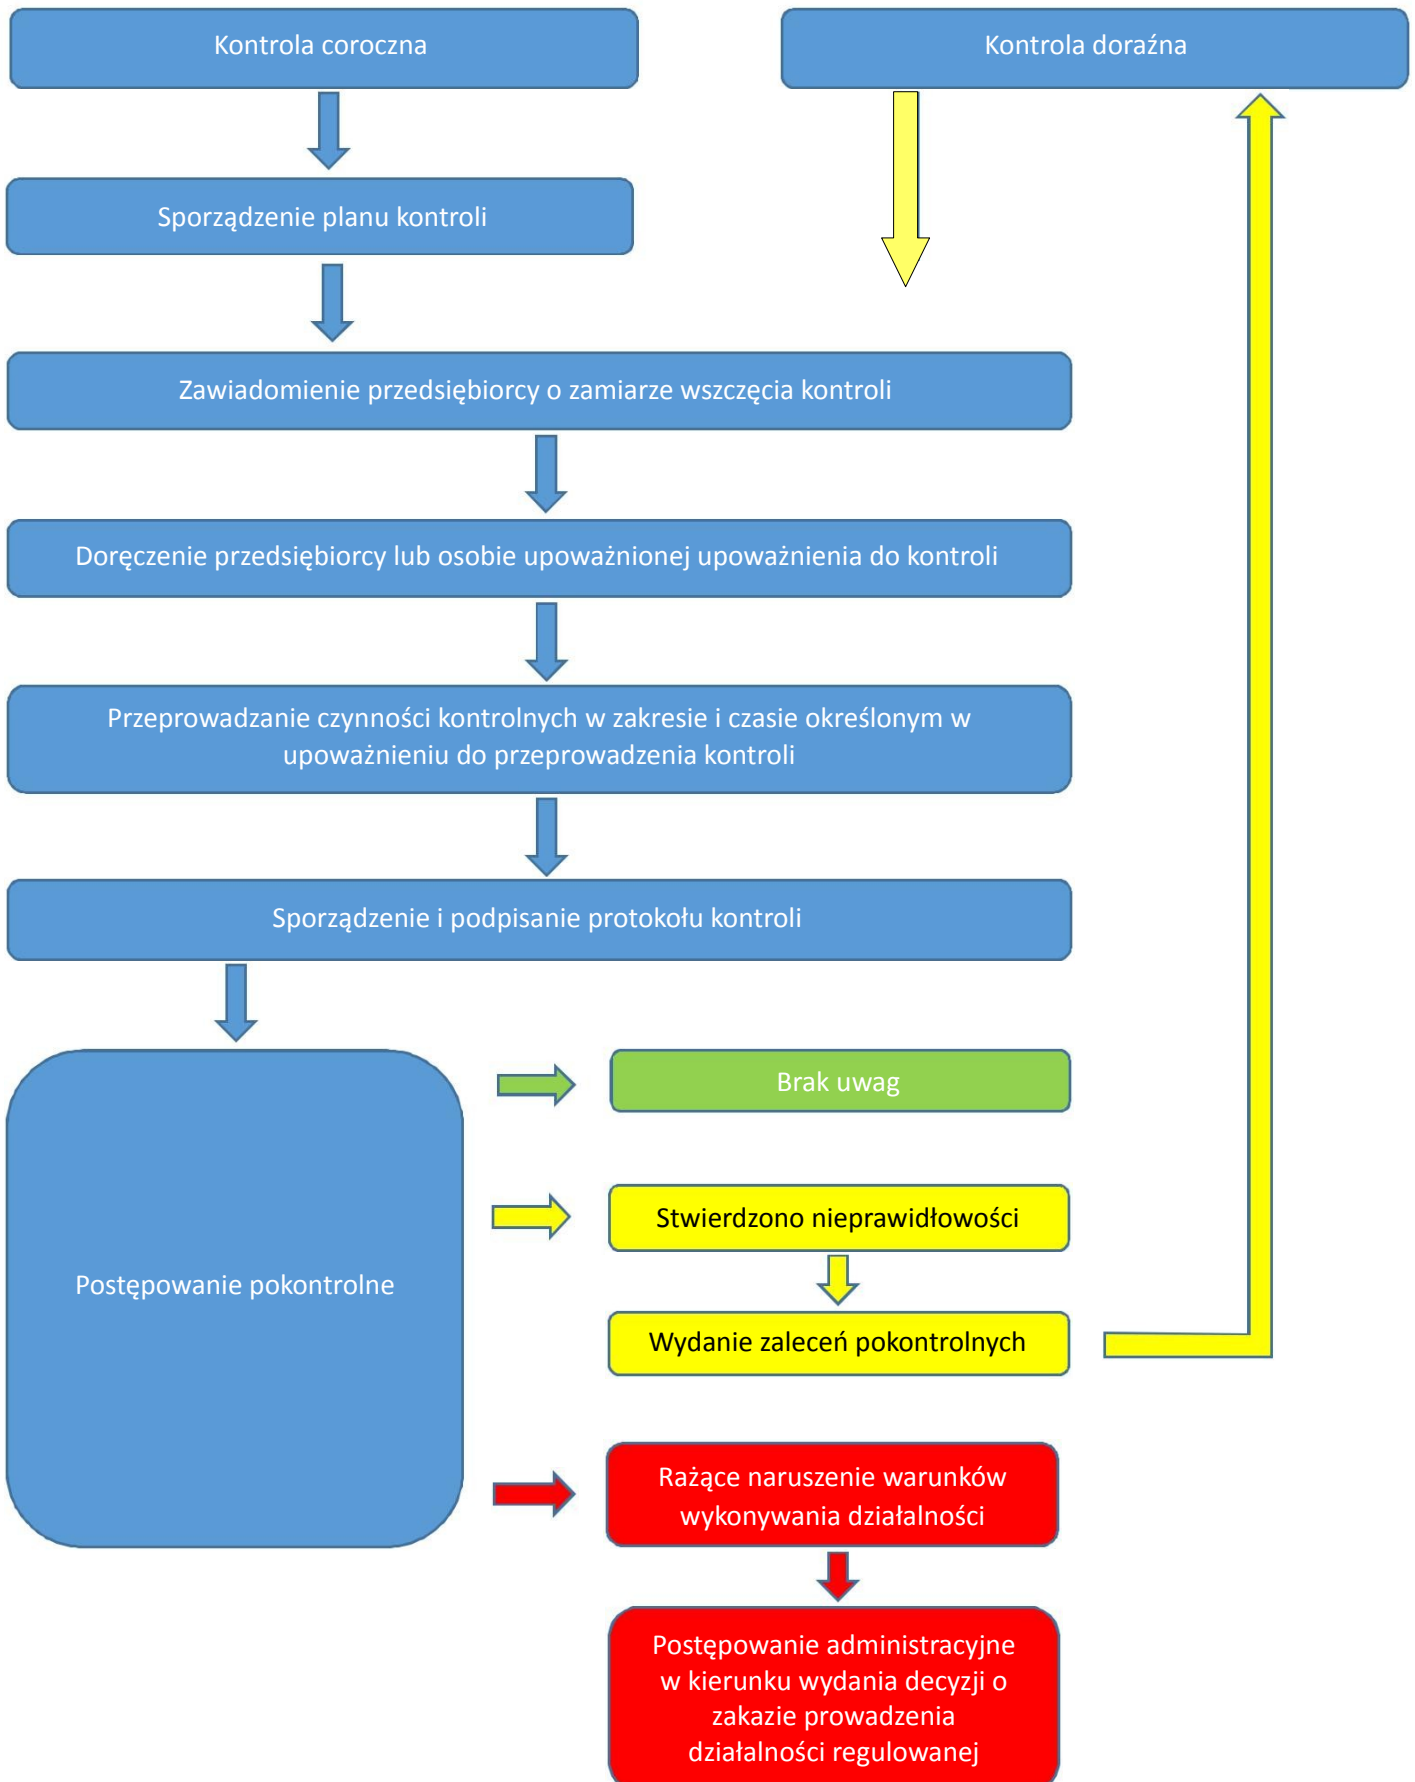 Kontrola coroczna
Kontrola doraźna
Sporządzenie planu kontroli
Zawiadomienie przedsiębiorcy o zamiarze wszczęcia kontroli
Doręczenie przedsiębiorcy lub osobie upoważnionej upoważnienia do kontroli
Przeprowadzanie czynności kontrolnych w zakresie i czasie określonym w
upoważnieniu do przeprowadzenia kontroli
Sporządzenie i podpisanie protokołu kontroli
Brak uwag
Stwierdzono nieprawidłowości
Postępowanie pokontrolne
Wydanie zaleceń pokontrolnych
Rażące naruszenie warunków
wykonywania działalności
Postępowanie administracyjne
w kierunku wydania decyzji o
zakazie prowadzenia
działalności regulowanej